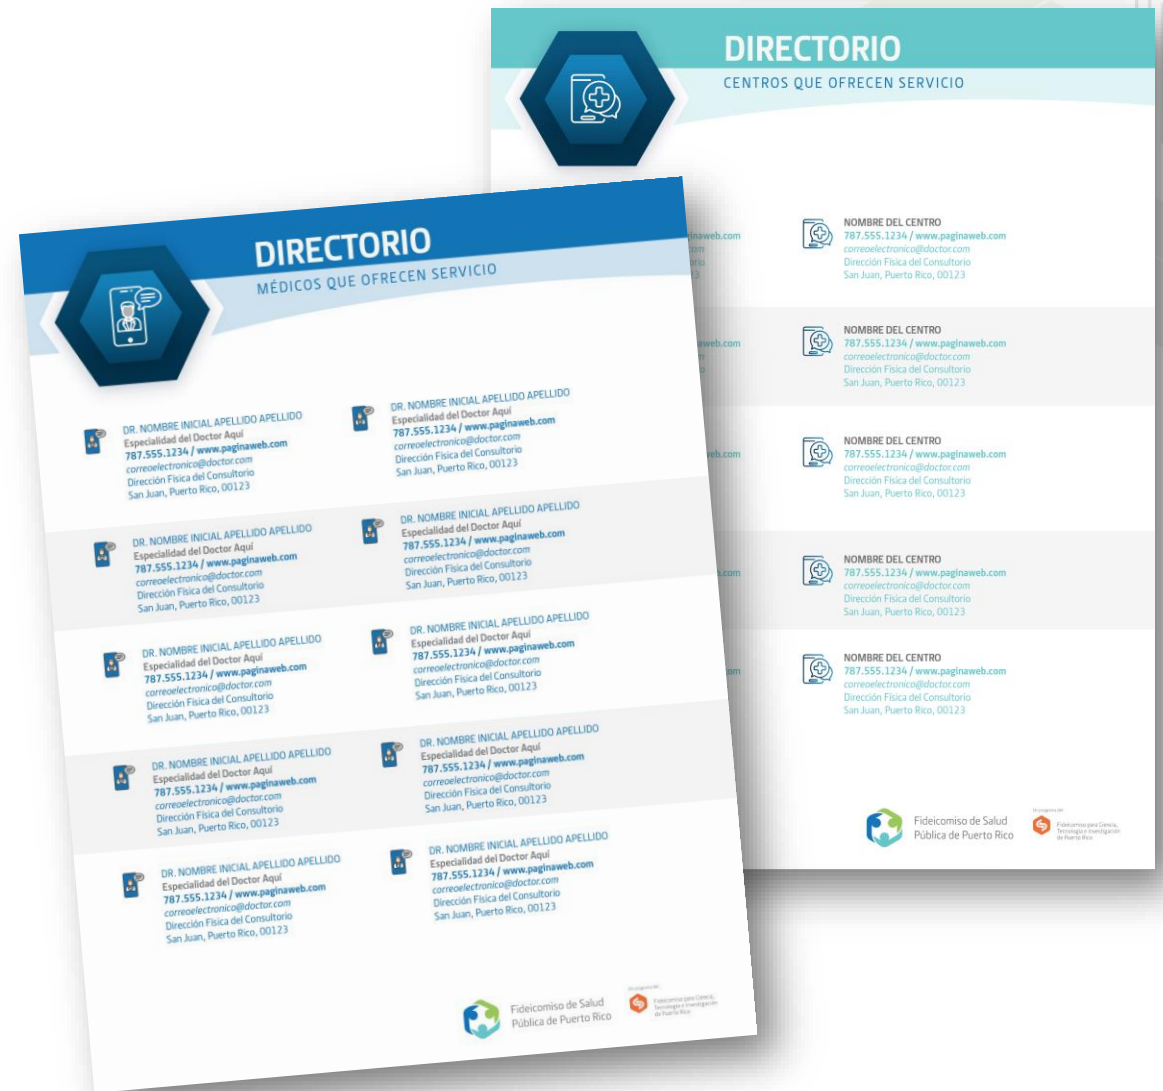 DIRECTORIO
CENTROS QUE OFRECEN SERVICIO
NOMBRE DEL CENTRO
787.555.1234 / www.paginaweb.com
correoelectronico@doctor.com
Dirección Física del Consultorio
San Juan, Puerto Rico, 00123
NOMBRE DEL CENTRO
787.555.1234 / www.paginaweb.com
correoelectronico@doctor.com
Dirección Física del Consultorio
San Juan, Puerto Rico, 00123
NOMBRE DEL CENTRO
787.555.1234 / www.paginaweb.com
correoelectronico@doctor.com
Dirección Física del Consultorio
San Juan, Puerto Rico, 00123
NOMBRE DEL CENTRO
787.555.1234 / www.paginaweb.com
correoelectronico@doctor.com
Dirección Física del Consultorio
San Juan, Puerto Rico, 00123
NOMBRE DEL CENTRO
787.555.1234 / www.paginaweb.com
correoelectronico@doctor.com
Dirección Física del Consultorio
San Juan, Puerto Rico, 00123
Fideicomiso de Salud
Pública de Puerto Rico
Fideicomiso para Ciencia,
Tecnología e Investigación
de Puerto Rico
DIRECTORIO
MÉDICOS QUE OFRECEN SERVICIO
DR. NOMBRE INICIAL APELLIDO APELLIDO
Especialidad del Doctor Aquí
787.555.1234 / www.paginaweb.com
correoelectronico@doctor.com
Dirección Física del Consultorio
San Juan, Puerto Rico, 00123
DR. NOMBRE INICIAL APELLIDO APELLIDO
Especialidad del Doctor Aquí
787.555.1234 / www.paginaweb.com
correoelectronico@doctor.com
Dirección Física del Consultorio
San Juan, Puerto Rico, 00123
DR. NOMBRE INICIAL APELLIDO APELLIDO
Especialidad del Doctor Aquí
787.555.1234 / www.paginaweb.com
correoelectronico@doctor.com
Dirección Física del Consultorio
San Juan, Puerto Rico, 00123
DR. NOMBRE INICIAL APELLIDO APELLIDO
Especialidad del Doctor Aquí
787.555.1234 / www.paginaweb.com
correoelectronico@doctor.com
Dirección Física del Consultorio
San Juan, Puerto Rico, 00123
DR. NOMBRE INICIAL APELLIDO APELLIDO
Especialidad del Doctor Aquí
787.555.1234 / www.paginaweb.com
correoelectronico@doctor.com
Dirección Física del Consultorio
San Juan, Puerto Rico, 00123
DR. NOMBRE INICIAL APELLIDO APELLIDO
Especialidad del Doctor Aquí
787.555.1234 / www.paginaweb.com
correoelectronico@doctor.com
Dirección Física del Consultorio
San Juan, Puerto Rico, 00123
DR. NOMBRE INICIAL APELLIDO APELLIDO
Especialidad del Doctor Aquí
787.555.1234 / www.paginaweb.com
correoelectronico@doctor.com
Dirección Física del Consultorio
San Juan, Puerto Rico, 00123
DR. NOMBRE INICIAL APELLIDO APELLIDO
Especialidad del Doctor Aquí
787.555.1234 / www.paginaweb.com
correoelectronico@doctor.com
Dirección Física del Consultorio
San Juan, Puerto Rico, 00123
DR. NOMBRE INICIAL APELLIDO APELLIDO
Especialidad del Doctor Aquí
787.555.1234 / www.paginaweb.com
correoelectronico@doctor.com
Dirección Física del Consultorio
San Juan, Puerto Rico, 00123
DR. NOMBRE INICIAL APELLIDO APELLIDO
Especialidad del Doctor Aquí
787.555.1234 / www.paginaweb.com
correoelectronico@doctor.com
Dirección Física del Consultorio
San Juan, Puerto Rico, 00123
Fideicomiso de Salud
Pública de Puerto Rico
Fideicomiso para Ciencia,
Tecnología e Investigación
de Puerto Rico